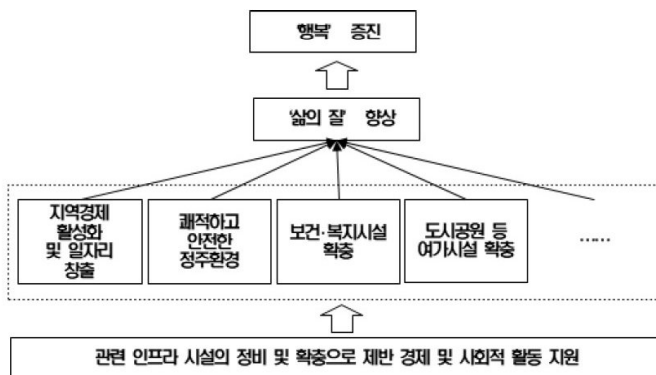 '행복' 증진
'삶의 질' 향상
지역경제
활성화
및 일자리
창출
쾌적하고
안전한
정주환경
보건·복지시설
확충
도시공원 등
여가시설 확충
……
관련 인프라 시설의 정비 및 확충으로 제반 경제 및 사회적 활동 지원